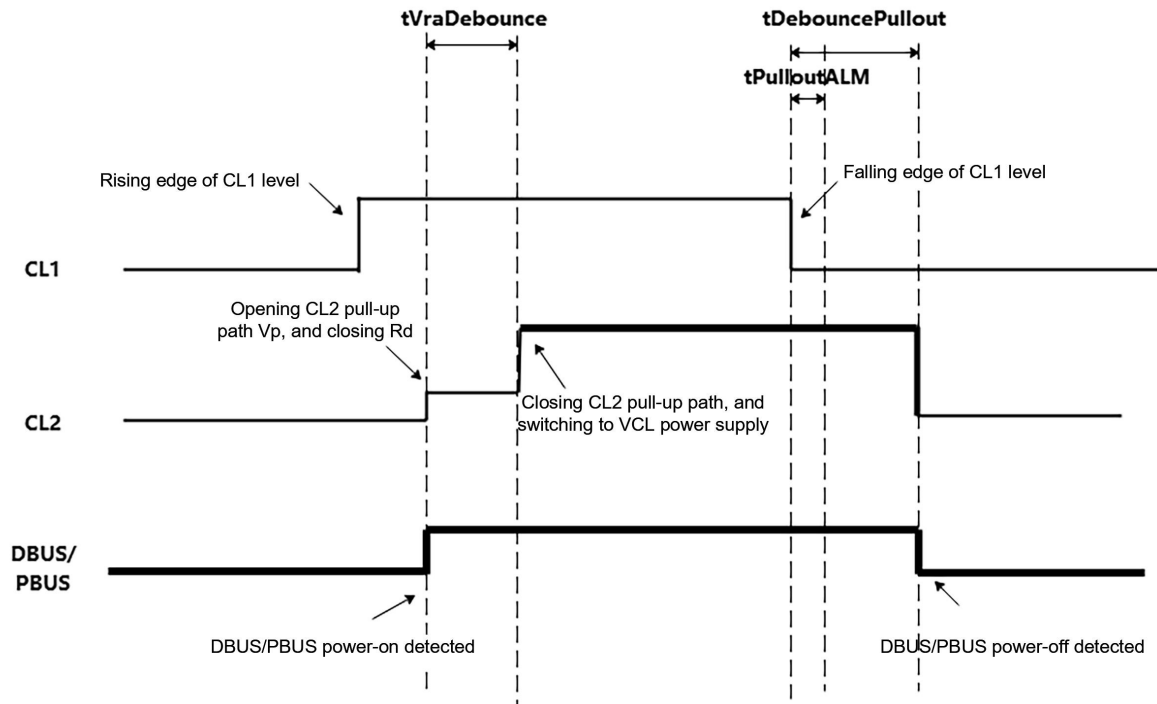 tVraDebounce
tDebouncePullout
tPulloutALM
Rising edge of CL1 level
Falling edge of CL1 level
CL1
Opening CL2 pull-up
path Vp, and closing Rd
Closing CL2 pull-up path, and
switching to VCL power supply
CL2
DBUS/
PBUS
DBUS/PBUS power-on detected
DBUS/PBUS power-off detected